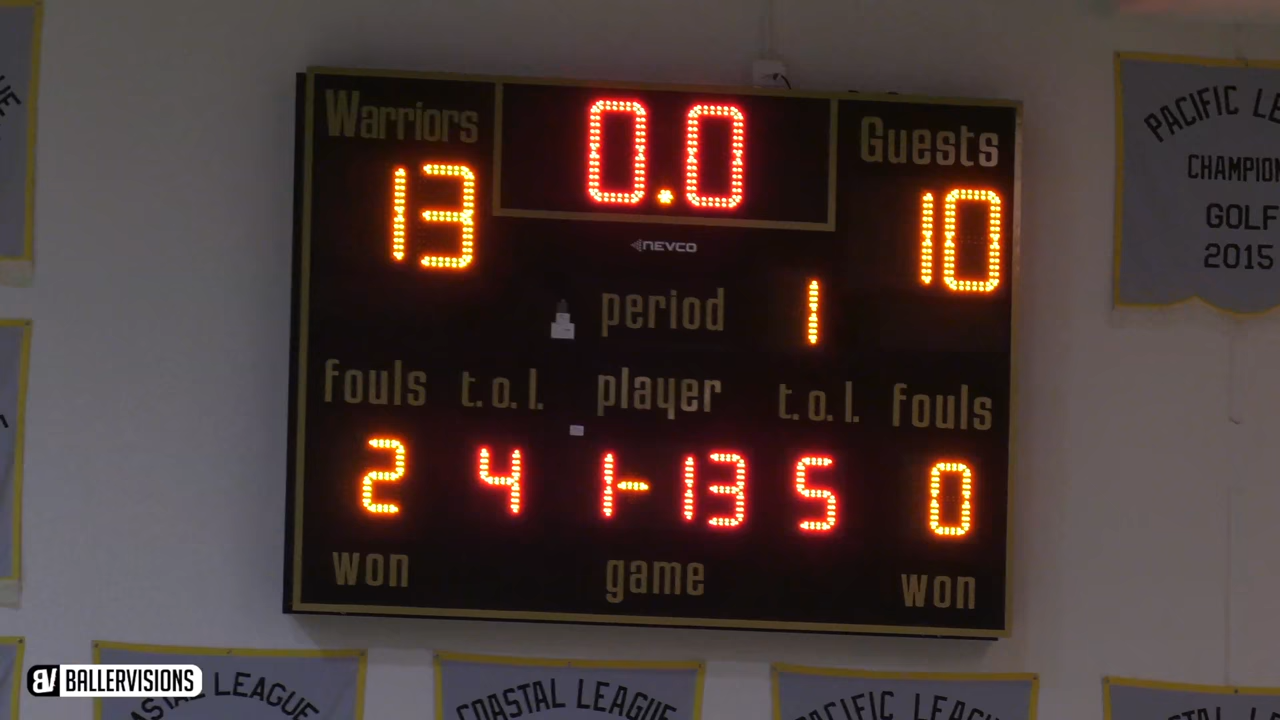 Warriors
0.0
Guests
13
10
NEVCO
period 1
fouls t.o.l. player t.o.l. fouls
2 4 1-13 5 0
won game won
PACIFIC LE
CHAMPION
GOLF
2015
BV BALLERVISIONS
LEAGUE
COASTAL LEAGUE
PACIFIC LEAGUE